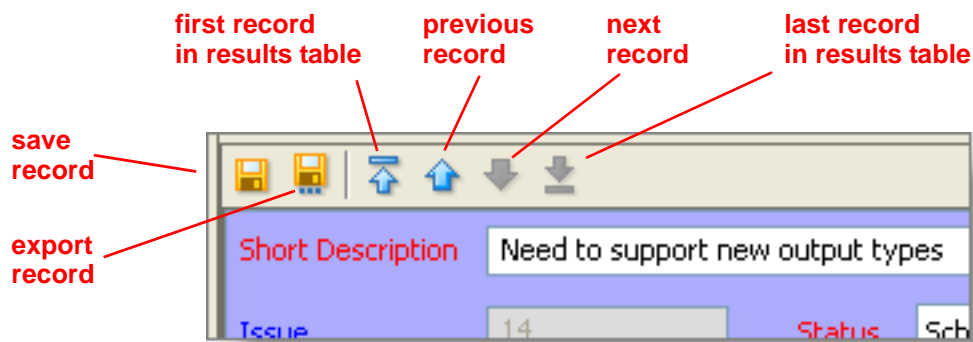 first record
in results table
previous
record
next
record
last record
in results table
save
record
export
record
Short Description
Need to support new output types
Issue
14
Status
Sch